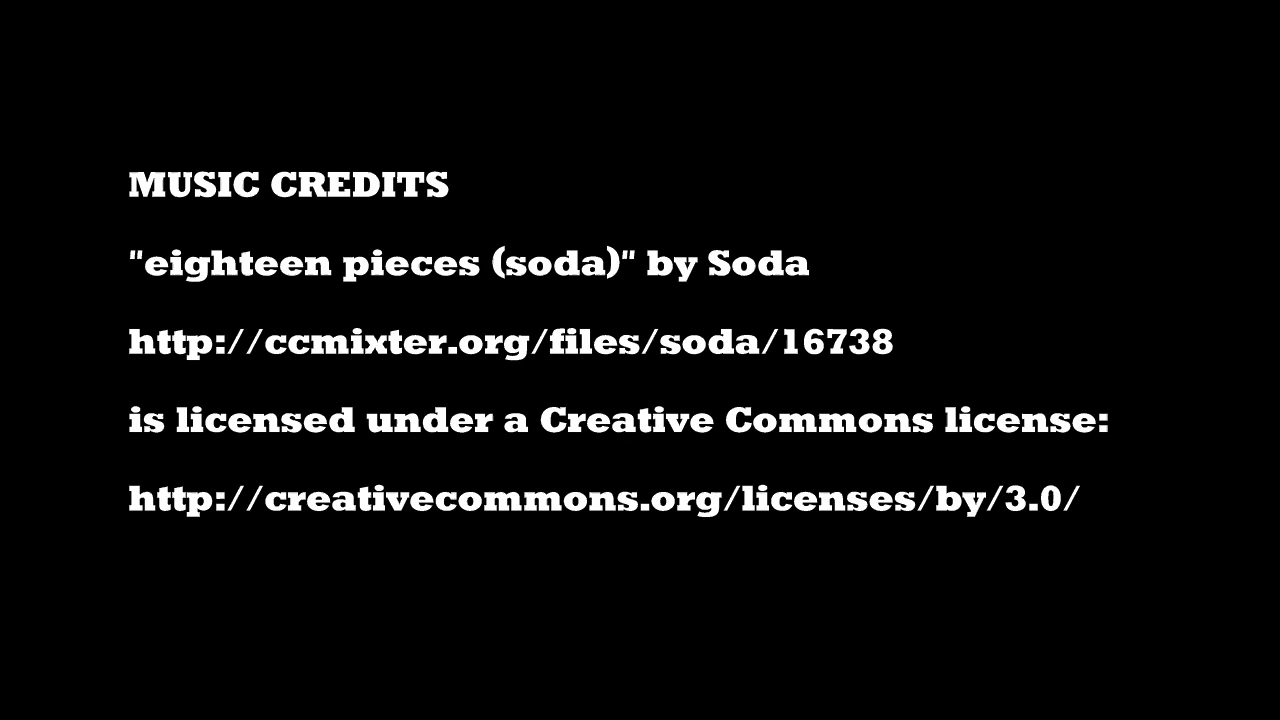 MUSIC CREDITS
"eighteen pieces (soda)" by Soda
http://ccmixter.org/files/soda/16738
is licensed under a Creative Commons license:
http://creativecommons.org/licenses/by/3.0/